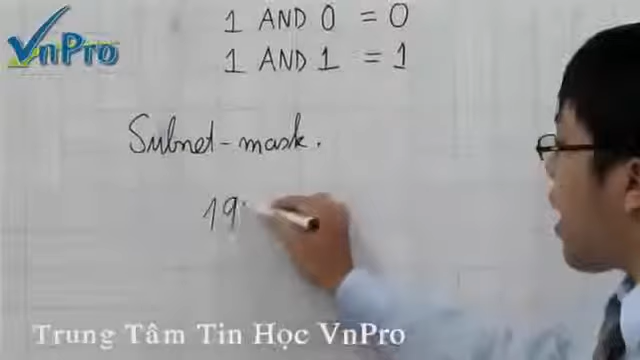 VnPro
1 AND 0 = 0
1 AND 1 = 1
Subnet-mask.
19
Trung Tâm Tin Học VnPro